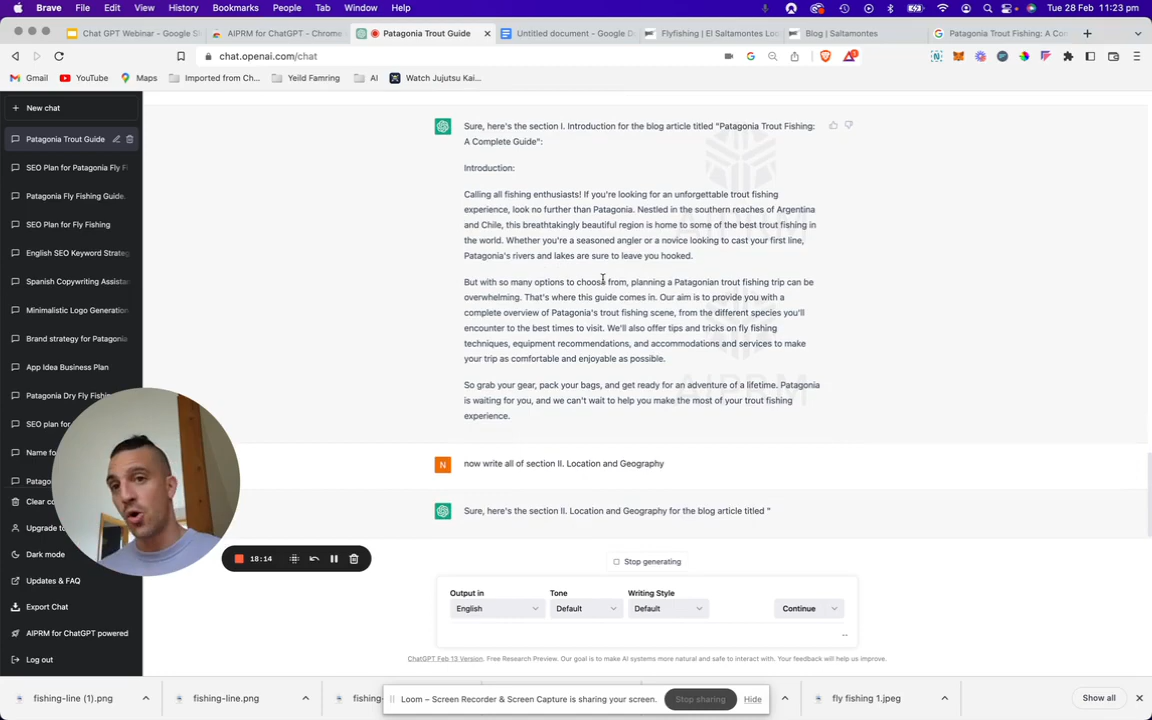 Brave File Edit View History Bookmarks People Tab Window Help Tue 28 Feb 11:23 pm
Chat GPT Webinar - Google S AIPRM for ChatGPT - Chrome Patagonia Trout Guide Untitled document - Google D Flyfishing | El Saltamontes Loo Blog | Saltamontes Patagonia Trout Fishing: A Con
chat.openai.com/chat
Gmail YouTube Maps Imported from Chr... Yeild Famring AI Watch Jujutsu Kai...
New chat
Patagonia Trout Guide
SEO Plan for Patagonia Fly Fi
Patagonia Fly Fishing Guide.
SEO Plan for Fly Fishing
English SEO Keyword Strateg
Spanish Copywriting Assista
Minimalistic Logo Generation
Brand strategy for Patagonia
App Idea Business Plan
Patagonia Dry Fly Fishin
SEO plan for
Name fo
Patago
Clear co
Upgrade to
Dark mode
Updates & FAQ
Export Chat
AIPRM for ChatGPT powered
Log out
Sure, here's the section I. Introduction for the blog article titled "Patagonia Trout Fishing:
A Complete Guide":
Introduction:
Calling all fishing enthusiasts! If you're looking for an unforgettable trout fishing
experience, look no further than Patagonia. Nestled in the southern reaches of Argentina
and Chile, this breathtakingly beautiful region is home to some of the best trout fishing in
the world. Whether you're a seasoned angler or a novice looking to cast your first line,
Patagonia's rivers and lakes are sure to leave you hooked.
But with so many options to choose from, planning a Patagonian trout fishing trip can be
overwhelming. That's where this guide comes in. Our aim is to provide you with a
complete overview of Patagonia's trout fishing scene, from the different species you'll
encounter to the best times to visit. We'll also offer tips and tricks on fly fishing
techniques, equipment recommendations, and accommodations and services to make
your trip as comfortable and enjoyable as possible.
So grab your gear, pack your bags, and get ready for an adventure of a lifetime. Patagonia
is waiting for you, and we can't wait to help you make the most of your trout fishing
experience.
AIPRM
AIPRM
N now write all of section II. Location and Geography
Sure, here's the section II. Location and Geography for the blog article titled "
18:14
Stop generating
Output in Tone Writing Style
English Default Default Continue
ChatGPT Feb 13 Version. Free Research Preview. Our goal is to make AI systems more natural and safe to interact with. Your feedback will help us improve.
fishing-line (1).png fishing-line.png fishing- Loom – Screen Recorder & Screen Capture is sharing your screen. Stop sharing Hide fly fishing 1.jpeg Show all